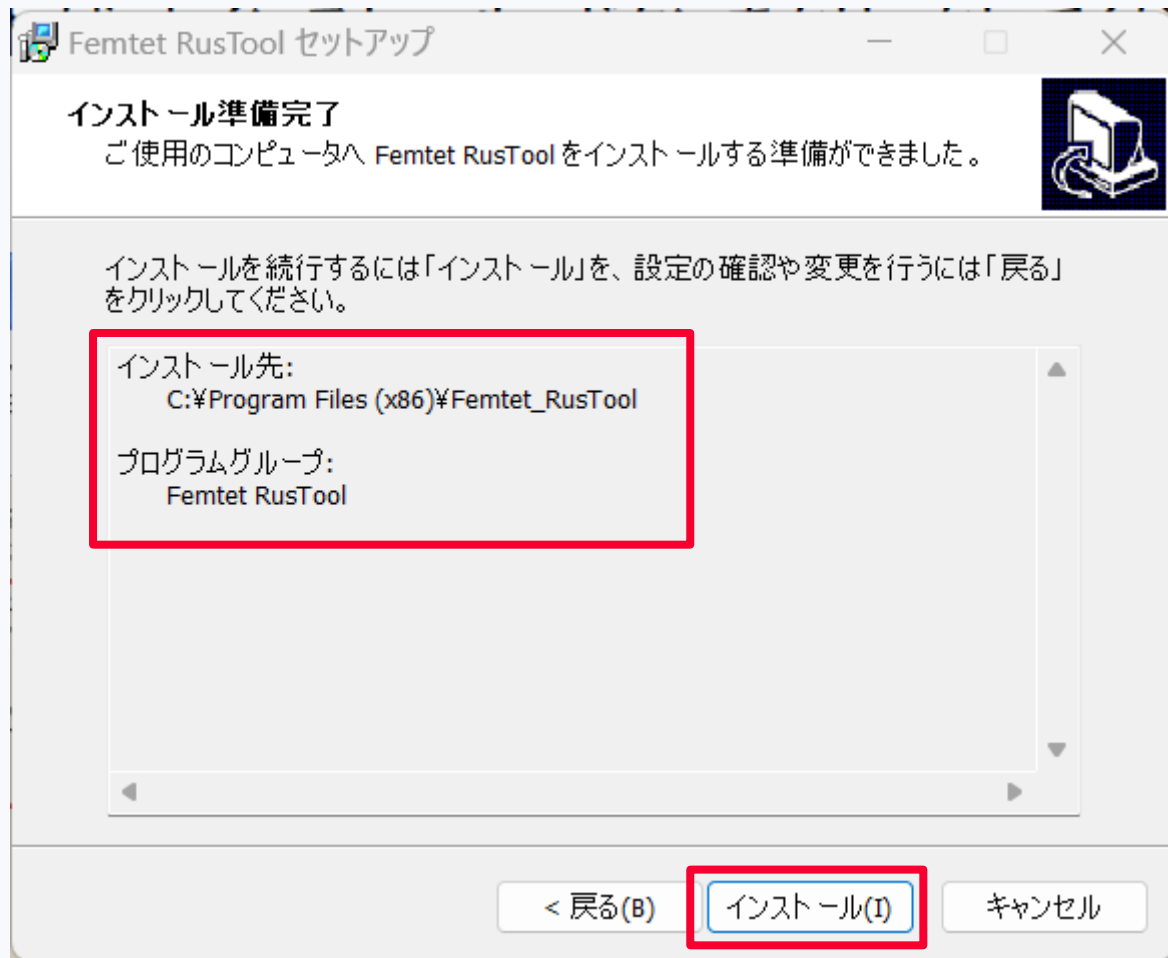 Femtet RusTool セットアップ
インストール準備完了
ご使用のコンピュータへ Femtet RusTool をインストールする準備ができました。
インストールを続行するには「インストール」を、設定の確認や変更を行うには「戻る」
をクリックしてください。
インストール先:
C:¥Program Files (x86)¥Femtet_RusTool
プログラムグループ:
Femtet RusTool
< 戻る(B)
インストール(I)
キャンセル